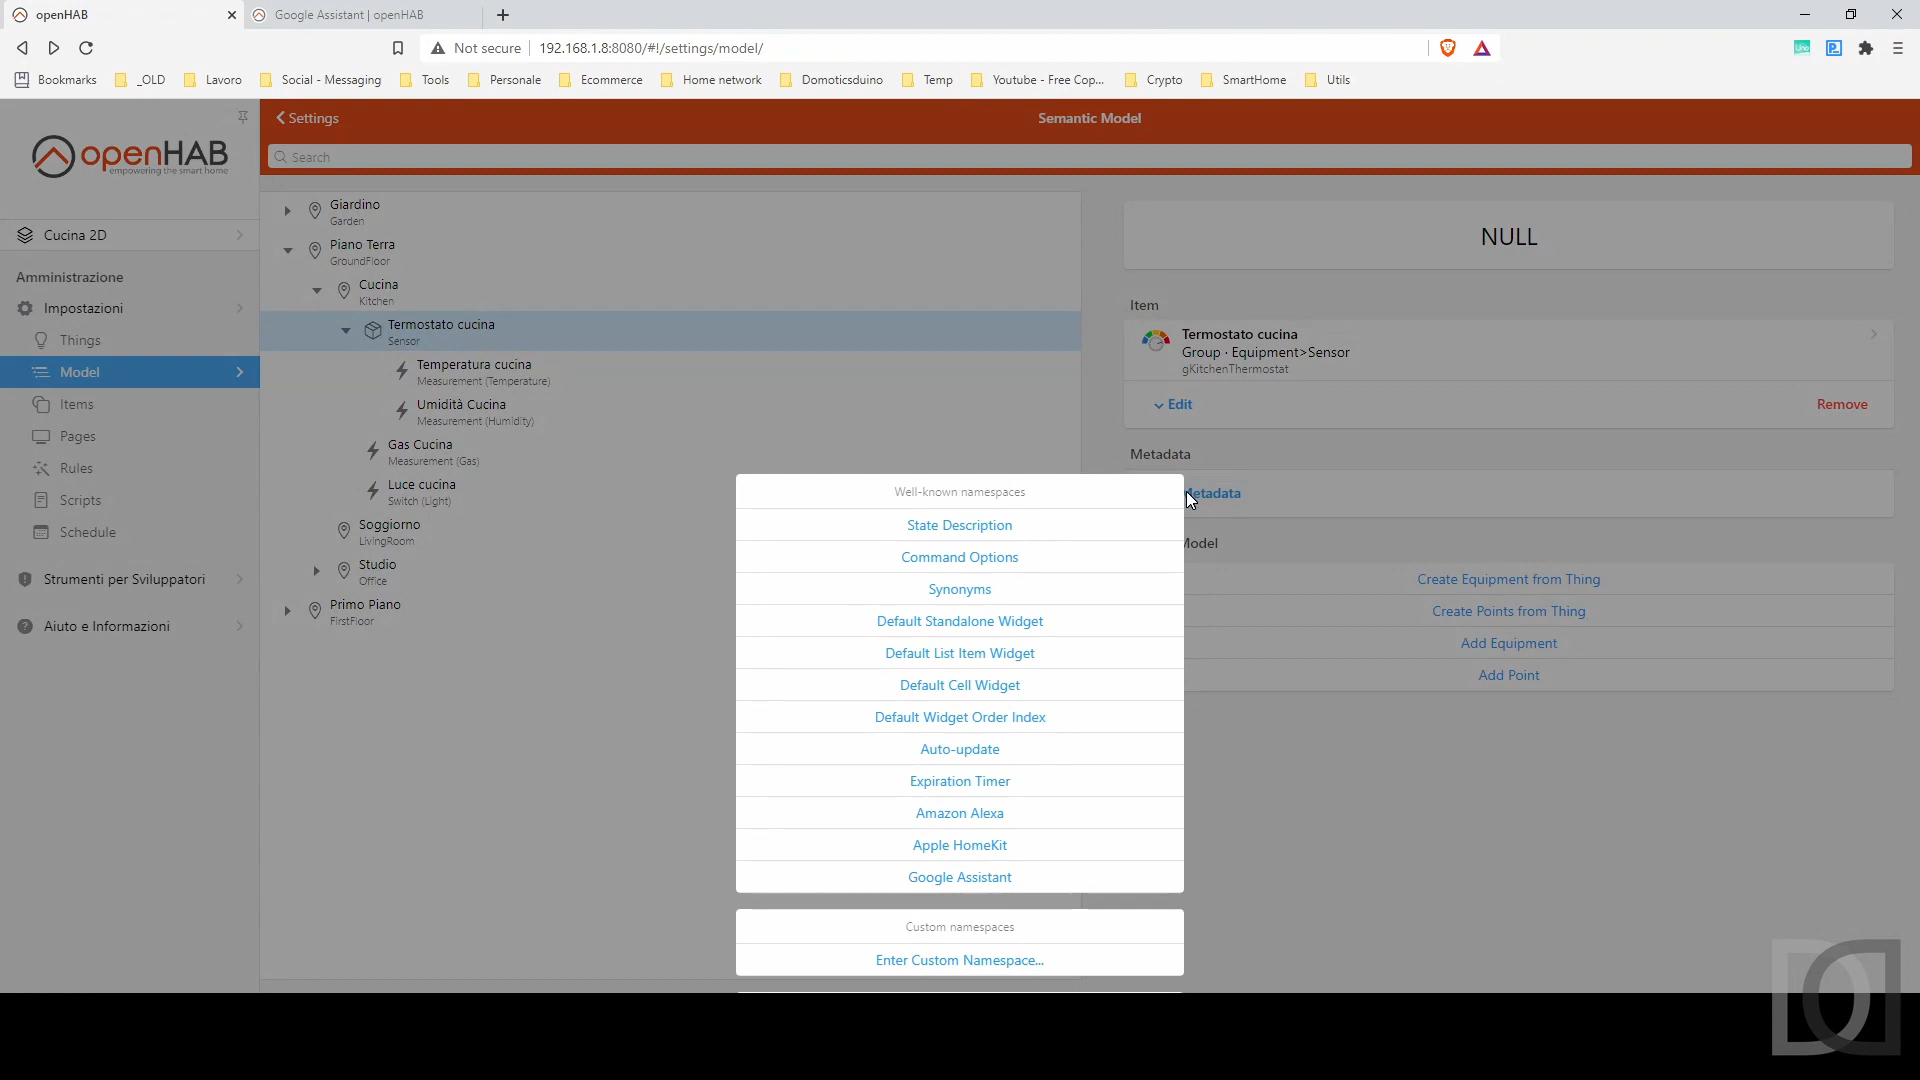 openHAB
Google Assistant | openHAB
Not secure
192.168.1.8:8080/#!/settings/model/
Bookmarks
_OLD
Lavoro
Social - Messaging
Tools
Personale
Ecommerce
Home network
Domoticsduino
Temp
Youtube - Free Cop...
Crypto
SmartHome
Utils
openHAB
empowering the smart home
Cucina 2D
Amministrazione
Impostazioni
Things
Model
Items
Pages
Rules
Scripts
Schedule
Strumenti per Sviluppatori
Aiuto e Informazioni
Settings
Semantic Model
Search
Giardino
Garden
Piano Terra
GroundFloor
Cucina
Kitchen
Termostato cucina
Sensor
Temperatura cucina
Measurement (Temperature)
Umidità Cucina
Measurement (Humidity)
Gas Cucina
Measurement (Gas)
Luce cucina
Switch (Light)
Soggiorno
LivingRoom
Studio
Office
Primo Piano
FirstFloor
NULL
Item
Termostato cucina
Group · Equipment>Sensor
gKitchenThermostat
Edit
Remove
Metadata
etadata
Model
Create Equipment from Thing
Create Points from Thing
Add Equipment
Add Point
Well-known namespaces
State Description
Command Options
Synonyms
Default Standalone Widget
Default List Item Widget
Default Cell Widget
Default Widget Order Index
Auto-update
Expiration Timer
Amazon Alexa
Apple HomeKit
Google Assistant
Custom namespaces
Enter Custom Namespace...